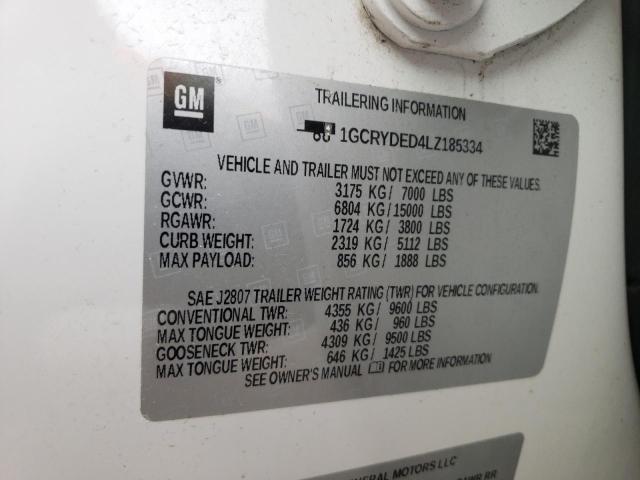 GM
TRAILERING INFORMATION
1GCRYDED4LZ185334
VEHICLE AND TRAILER MUST NOT EXCEED ANY OF THESE VALUES.
GVWR: 3175 KG/ 7000 LBS
GCWR: 6804 KG/15000 LBS
RGAWR: 1724 KG/ 3800 LBS
CURB WEIGHT: 2319 KG/ 5112 LBS
MAX PAYLOAD: 856 KG/ 1888 LBS
SAE J2807 TRAILER WEIGHT RATING (TWR) FOR VEHICLE CONFIGURATION.
CONVENTIONAL TWR: 4355 KG/ 9600 LBS
MAX TONGUE WEIGHT: 436 KG/ 960 LBS
GOOSENECK TWR: 4309 KG/ 9500 LBS
MAX TONGUE WEIGHT: 646 KG/ 1425 LBS
SEE OWNER'S MANUAL FOR MORE INFORMATION
GENERAL MOTORS LLC